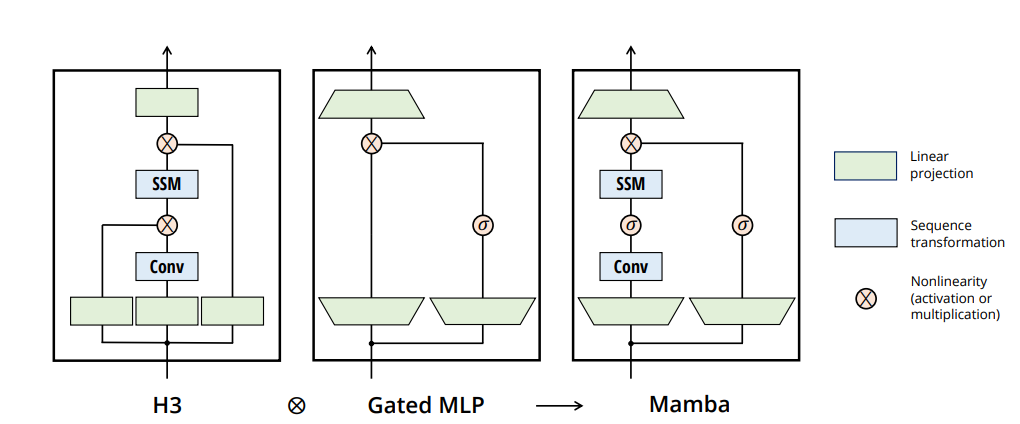 SSM
Conv
σ
SSM
σ
σ
Conv
Linear
projection
Sequence
transformation
Nonlinearity
(activation or
multiplication)
H3 ⊗ Gated MLP → Mamba